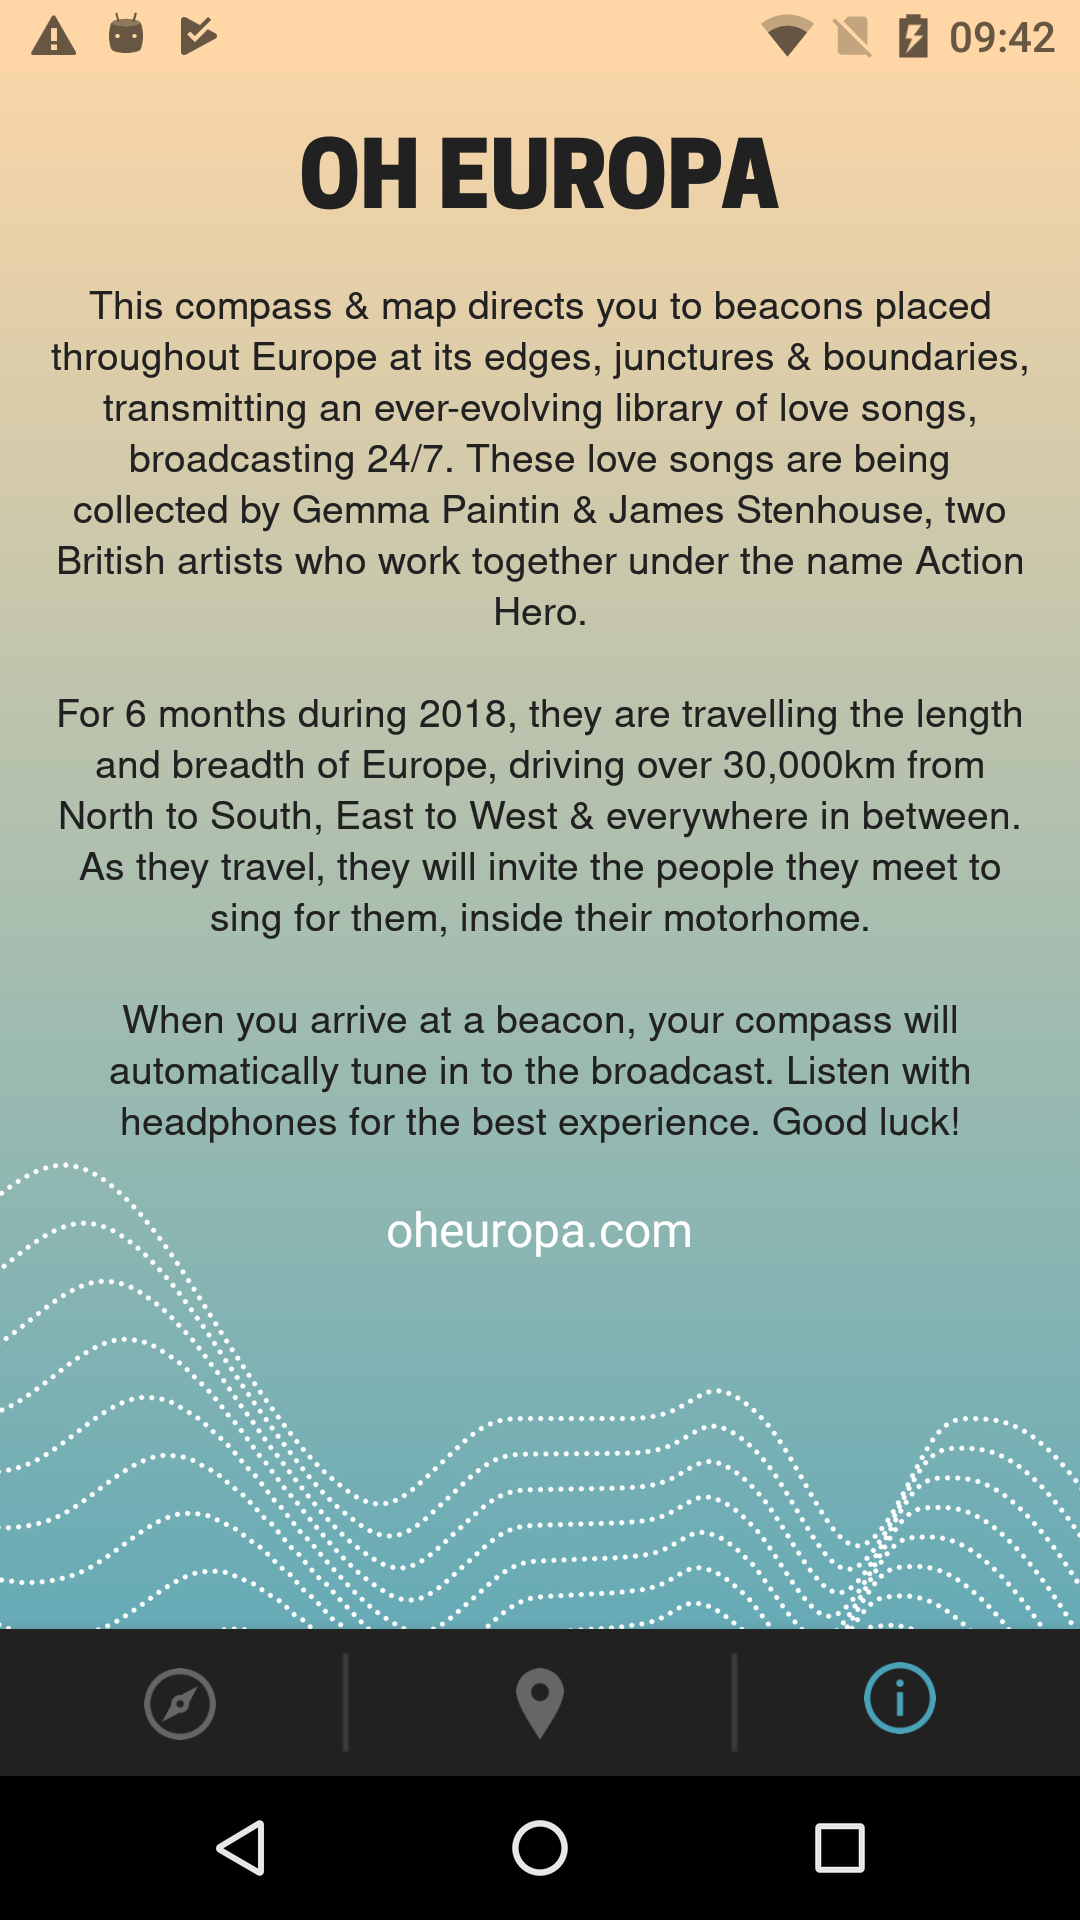 09:42
OH EUROPA
This compass & map directs you to beacons placed
throughout Europe at its edges, junctures & boundaries,
transmitting an ever-evolving library of love songs,
broadcasting 24/7. These love songs are being
collected by Gemma Paintin & James Stenhouse, two
British artists who work together under the name Action
Hero.
For 6 months during 2018, they are travelling the length
and breadth of Europe, driving over 30,000km from
North to South, East to West & everywhere in between.
As they travel, they will invite the people they meet to
sing for them, inside their motorhome.
When you arrive at a beacon, your compass will
automatically tune in to the broadcast. Listen with
headphones for the best experience. Good luck!
oheuropa.com